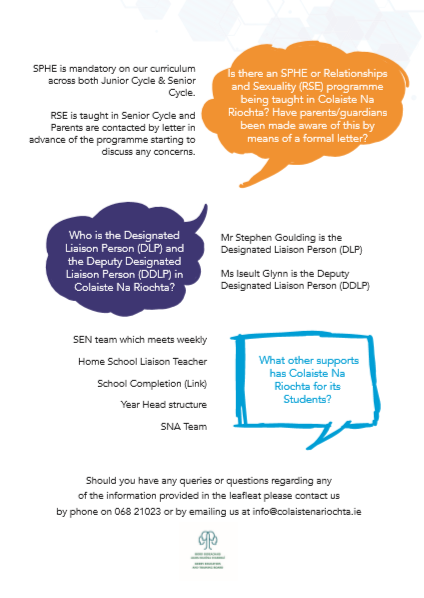 SPHE is mandatory on our curriculum
across both Junior Cycle & Senior
Cycle.
RSE is taught in Senior Cycle and
Parents are contacted by letter in
advance of the programme starting to
discuss any concerns.
Is there an SPHE or Relationships
and Sexuality (RSE) programme
being taught in Colaiste Na
Riochta? Have parents/guardians
been made aware of this by
means of a formal letter?
Who is the Designated
Liaison Person (DLP) and
the Deputy Designated
Liaison Person (DDLP) in
Colaiste Na Riochta?
Mr Stephen Goulding is the
Designated Liaison Person (DLP)
Ms Iseult Glynn is the Deputy
Designated Liaison Person (DDLP)
SEN team which meets weekly
Home School Liaison Teacher
School Completion (Link)
Year Head structure
SNA Team
What other supports
has Colaiste Na
Riochta for its
Students?
Should you have any queries or questions regarding any
of the information provided in the leafleat please contact us
by phone on 068 21023 or by emailing us at info@colaistenariochta.ie